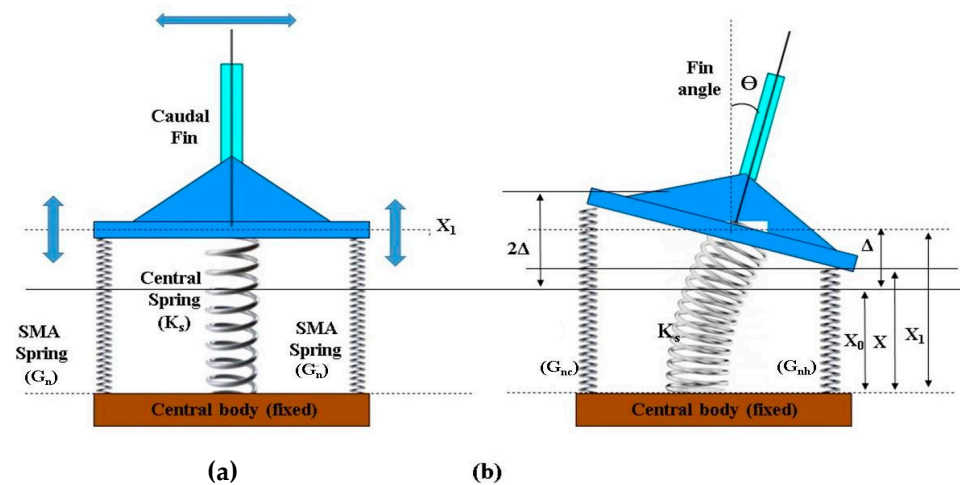 Caudal
Fin
X₁
Central
Spring
(Kₛ)
SMA
Spring
(Gₙ)
SMA
Spring
(Gₙ)
Central body (fixed)
(a)
Fin
angle
Θ
2Δ
Δ
Kₛ
X₀
X
X₁
(Gnc)
(Gnh)
Central body (fixed)
(b)